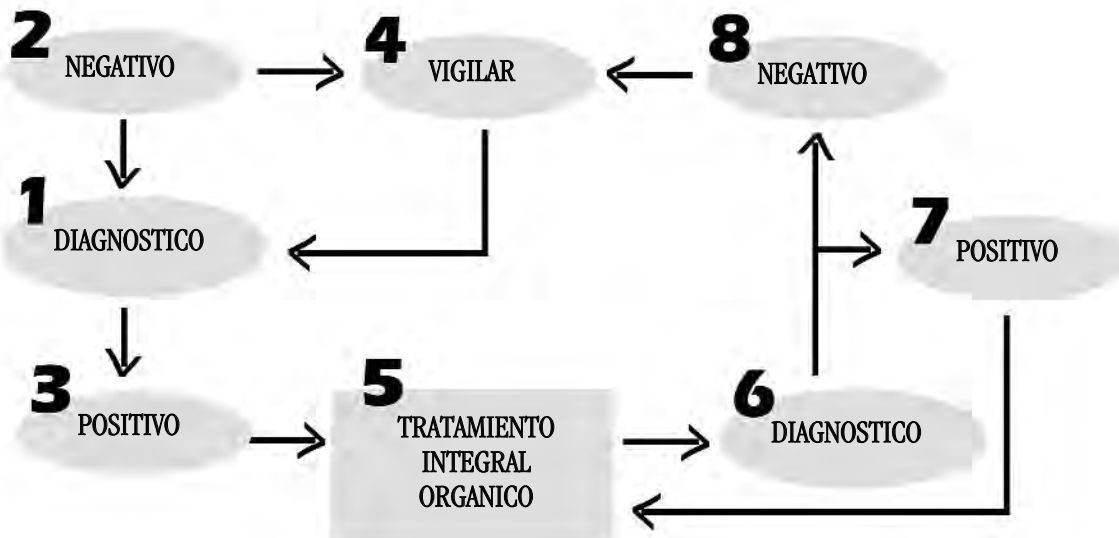 2 NEGATIVO
4 VIGILAR
8 NEGATIVO
1 DIAGNOSTICO
7 POSITIVO
3 POSITIVO
5 TRATAMIENTO
INTEGRAL
ORGANICO
6 DIAGNOSTICO